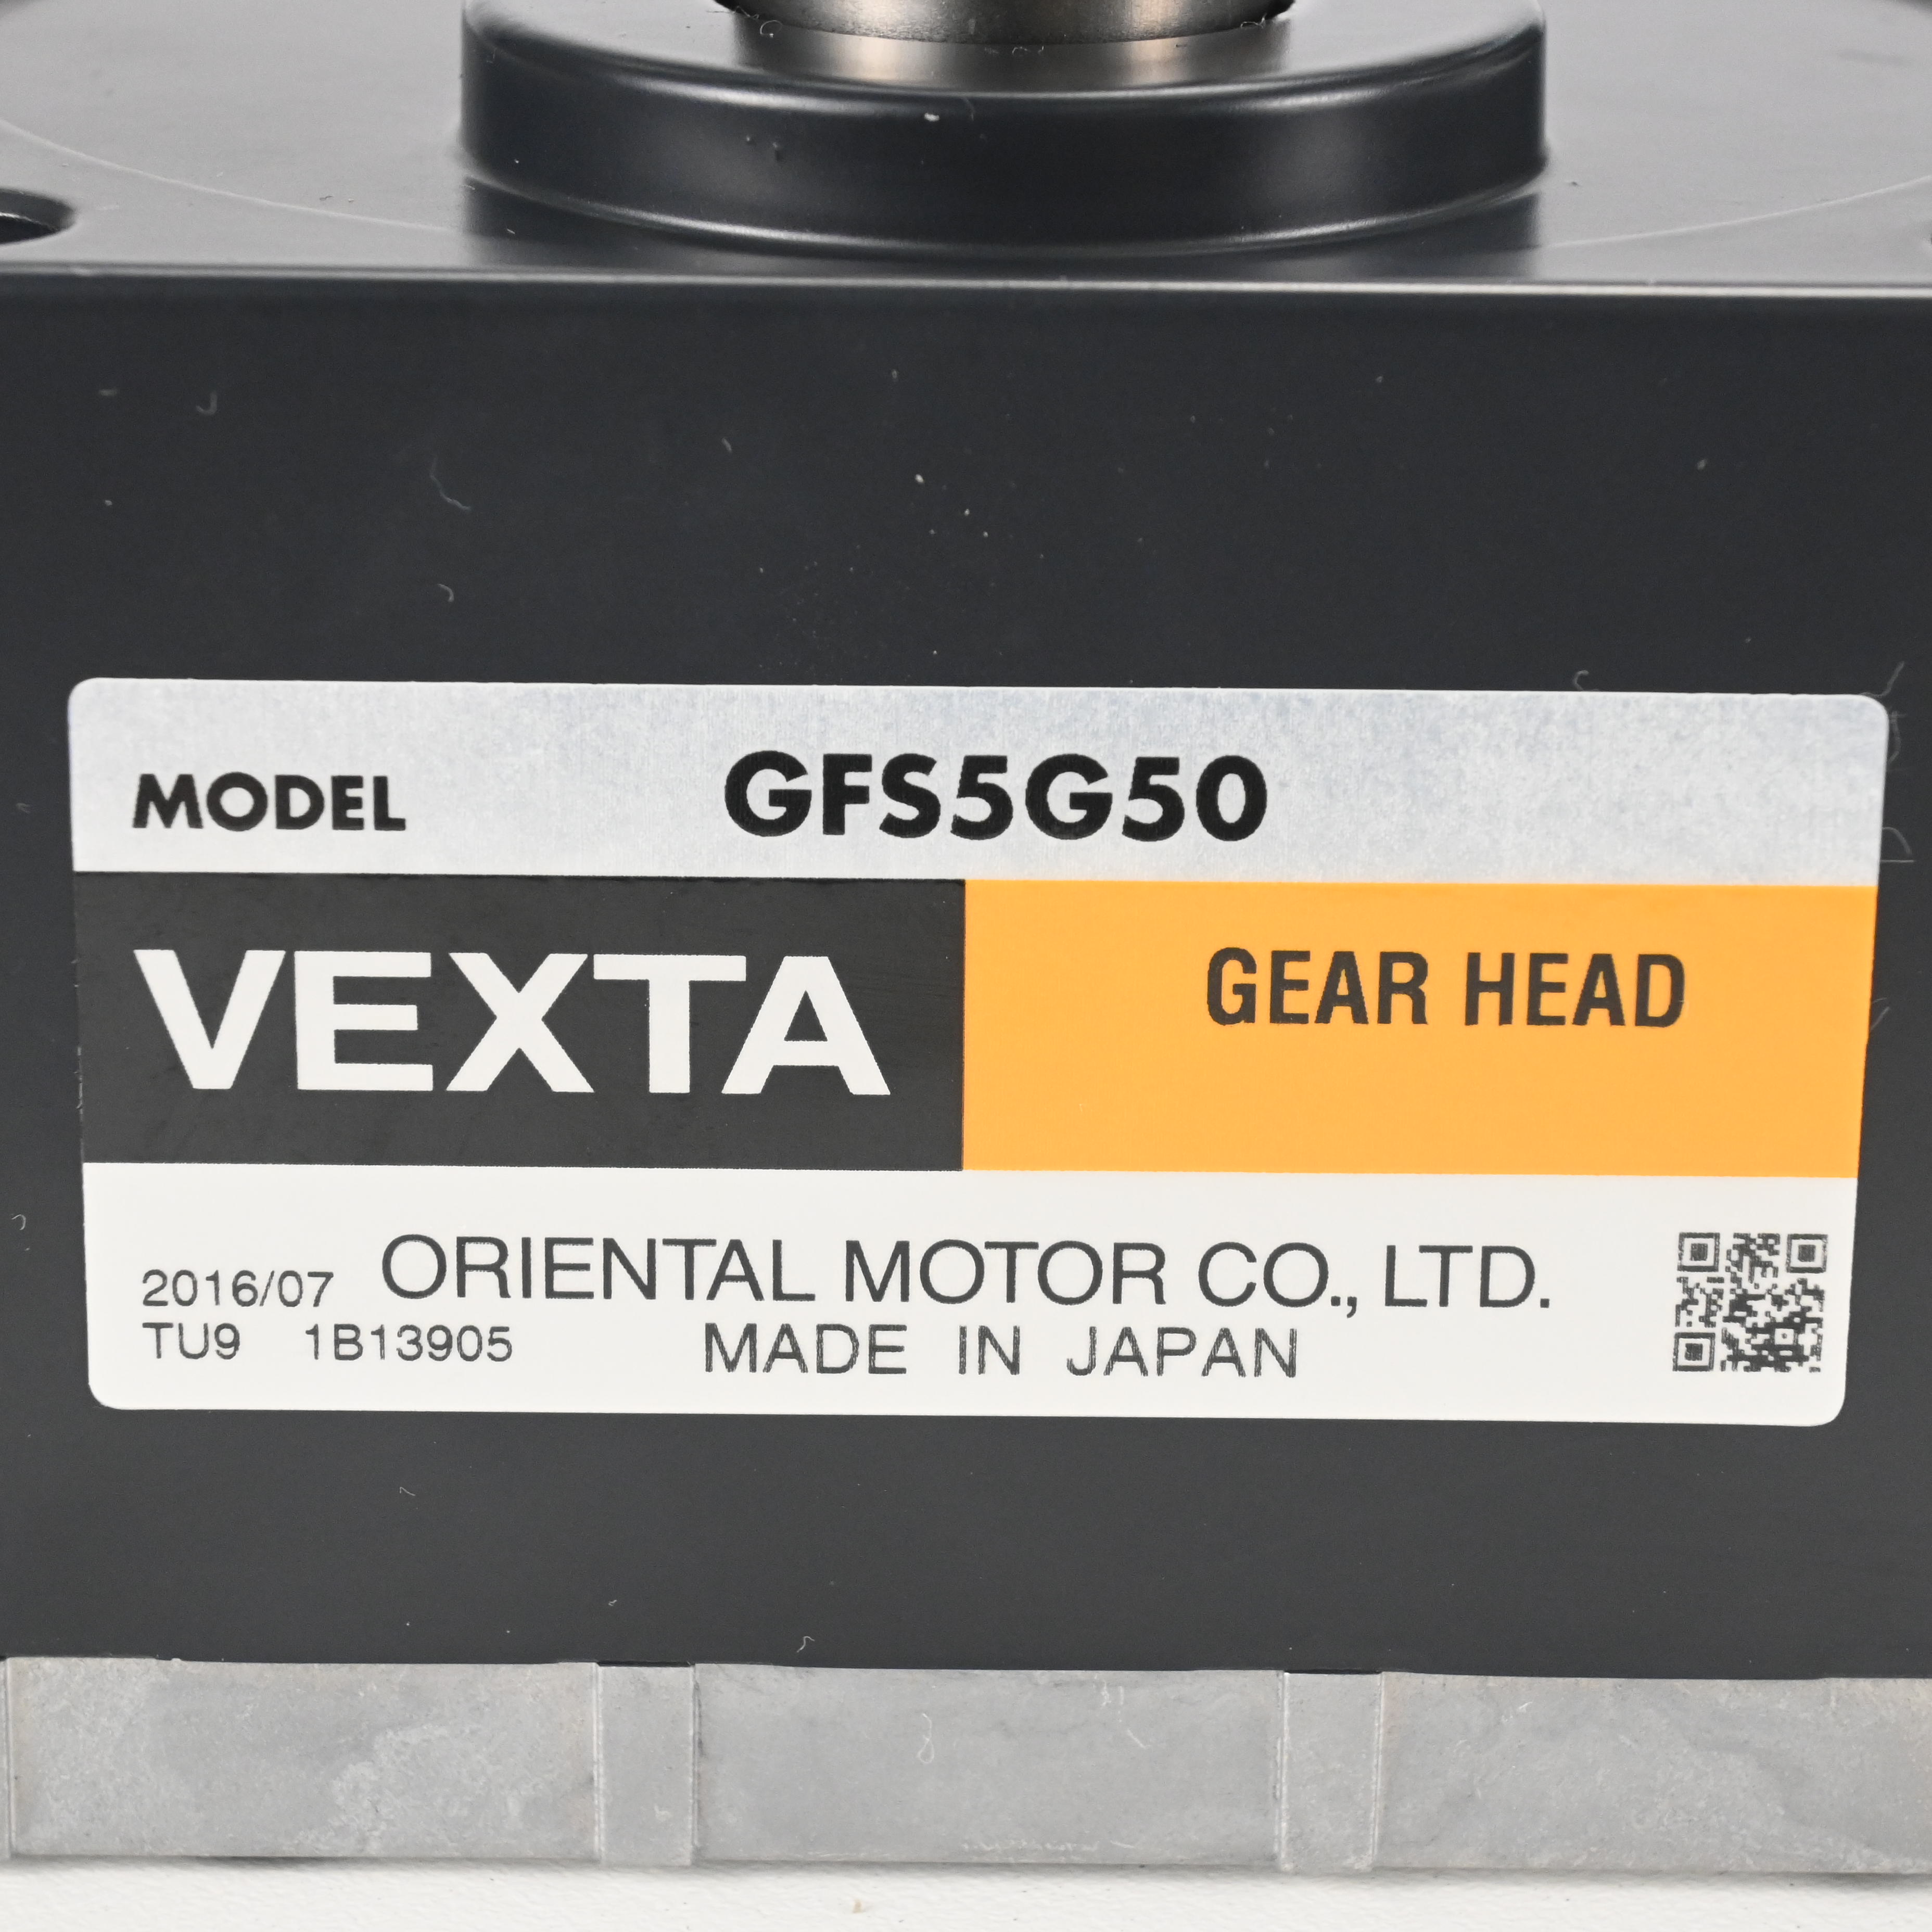 MODEL GFS5G50
VEXTA
GEAR HEAD
2016/07 ORIENTAL MOTOR CO., LTD.
TU9 1B13905 MADE IN JAPAN